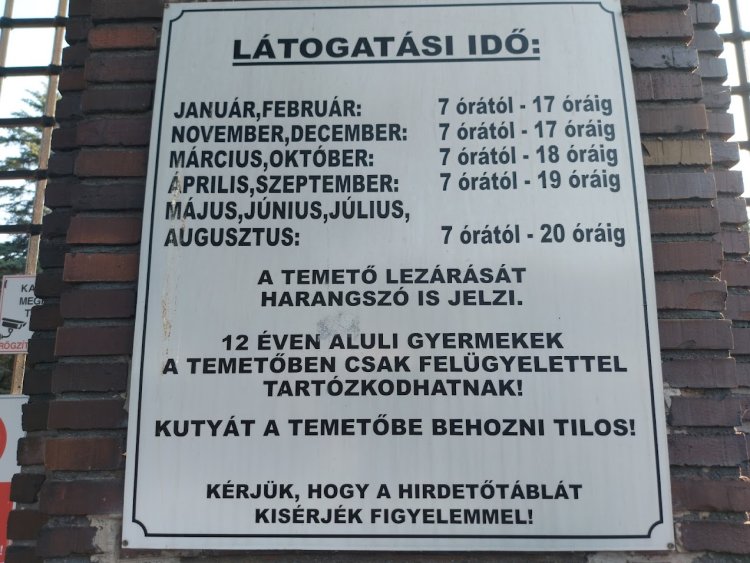 LÁTOGATÁSI IDŐ:
JANUÁR,FEBRUÁR: 7 órától - 17 óráig
NOVEMBER,DECEMBER: 7 órától - 17 óráig
MÁRCIUS,OKTÓBER: 7 órától - 18 óráig
ÁPRILIS,SZEPTEMBER: 7 órától - 19 óráig
MÁJUS,JÚNIUS,JÚLIUS,
AUGUSZTUS: 7 órától - 20 óráig
A TEMETŐ LEZÁRÁSÁT
HARANGSZÓ IS JELZI.
12 ÉVEN ALULI GYERMEKEK
A TEMETŐBEN CSAK FELÜGYELETTEL
TARTÓZKODHATNAK!
KUTYÁT A TEMETŐBE BEHOZNI TILOS!
KÉRJÜK, HOGY A HIRDETŐTÁBLÁT
KISÉRJÉK FIGYELEMMEL!